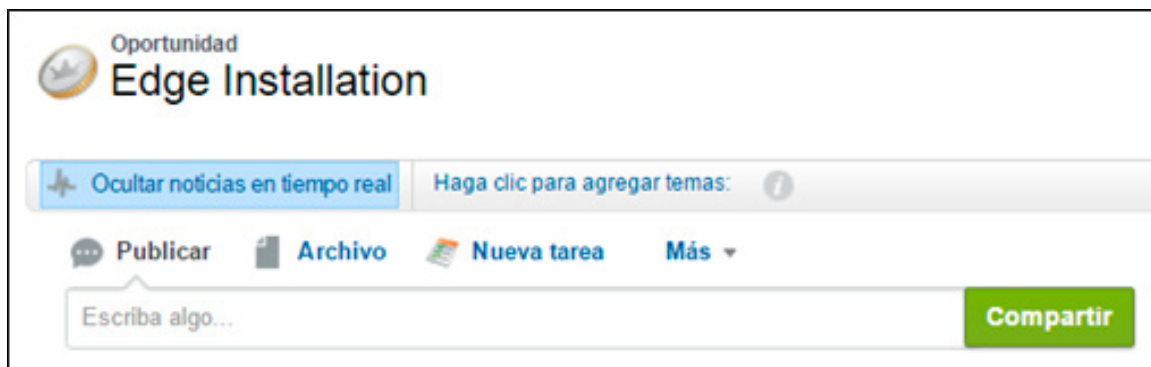 Oportunidad
Edge Installation
Ocultar noticias en tiempo real Haga clic para agregar temas:
Publicar Archivo Nueva tarea Más
Escriba algo... Compartir